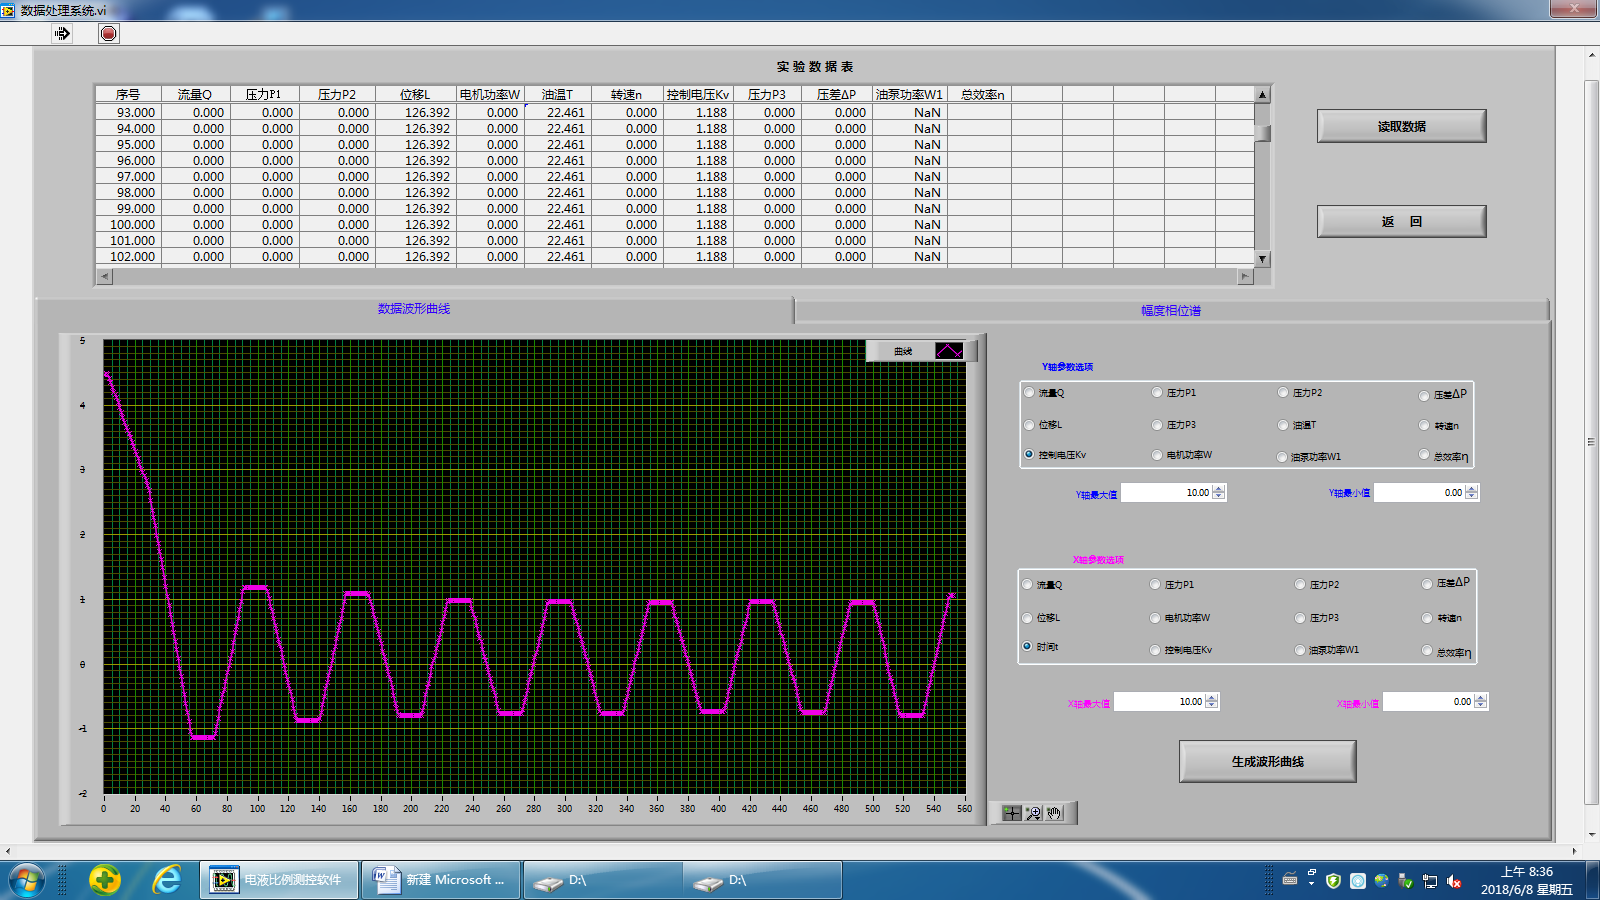 数据处理系统.vi
实 验 数 据 表
序号 流量Q 压力P1 压力P2 位移L 电机功率W 油温T 转速n 控制电压Kv 压力P3 压差ΔP 油泵功率W1 总效率η
93.000 0.000 0.000 0.000 126.392 0.000 22.461 0.000 1.188 0.000 0.000 NaN
94.000 0.000 0.000 0.000 126.392 0.000 22.461 0.000 1.188 0.000 0.000 NaN
95.000 0.000 0.000 0.000 126.392 0.000 22.461 0.000 1.188 0.000 0.000 NaN
96.000 0.000 0.000 0.000 126.392 0.000 22.461 0.000 1.188 0.000 0.000 NaN
97.000 0.000 0.000 0.000 126.392 0.000 22.461 0.000 1.188 0.000 0.000 NaN
98.000 0.000 0.000 0.000 126.392 0.000 22.461 0.000 1.188 0.000 0.000 NaN
99.000 0.000 0.000 0.000 126.392 0.000 22.461 0.000 1.188 0.000 0.000 NaN
100.000 0.000 0.000 0.000 126.392 0.000 22.461 0.000 1.188 0.000 0.000 NaN
101.000 0.000 0.000 0.000 126.392 0.000 22.461 0.000 1.188 0.000 0.000 NaN
102.000 0.000 0.000 0.000 126.392 0.000 22.461 0.000 1.188 0.000 0.000 NaN
读取数据
返 回
数据波形曲线
幅度相位谱
曲线
5
4
3
2
1
0
-1
-2
0 20 40 60 80 100 120 140 160 180 200 220 240 260 280 300 320 340 360 380 400 420 440 460 480 500 520 540 560
Y轴参数选项
流量Q 压力P1 压力P2 压差ΔP
位移L 压力P3 油温T 转速n
控制电压Kv 电机功率W 油泵功率W1 总效率η
Y轴最大值 10.00 Y轴最小值 0.00
X轴参数选项
流量Q 压力P1 压力P2 压差ΔP
位移L 电机功率W 压力P3 转速n
时间t 控制电压Kv 油泵功率W1 总效率η
X轴最大值 10.00 X轴最小值 0.00
生成波形曲线
电液比例测控软件 新建 Microsoft ... D:\ D:\
上午 8:36
2018/6/8 星期五